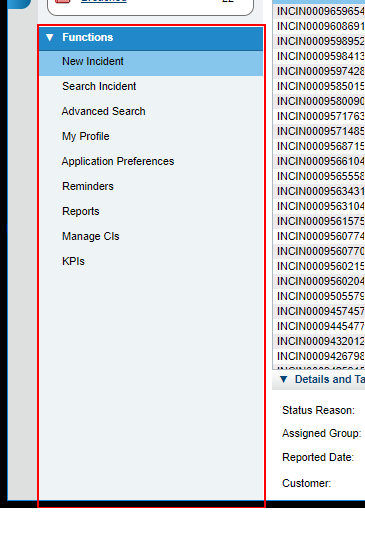 22
Functions
New Incident
Search Incident
Advanced Search
My Profile
Application Preferences
Reminders
Reports
Manage CIs
KPIs
INCIN0009659654
INCIN0009608691
INCIN0009598952
INCIN0009598413
INCIN0009597428
INCIN0009585015
INCIN0009580090
INCIN0009571763
INCIN0009571485
INCIN0009568715
INCIN0009566104
INCIN0009565558
INCIN0009563431
INCIN0009563104
INCIN0009561575
INCIN0009560774
INCIN0009560770
INCIN0009560215
INCIN0009560204
INCIN0009505579
INCIN0009457457
INCIN0009445477
INCIN0009432012
INCIN0009426798
Details and Ta
Status Reason:
Assigned Group:
Reported Date:
Customer: